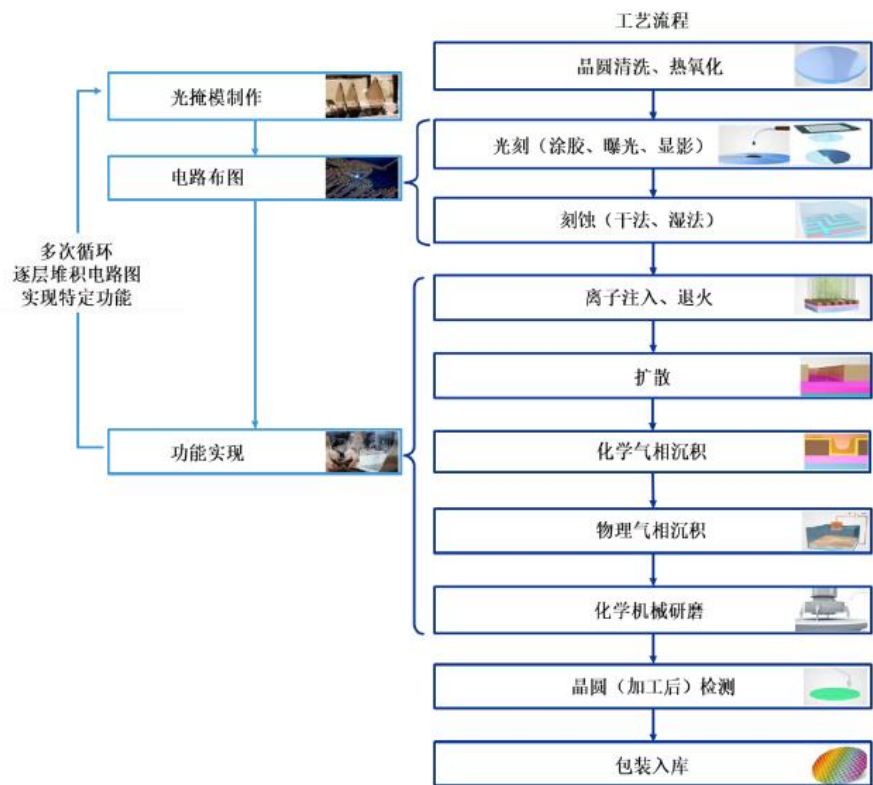 工艺流程
晶圆清洗、热氧化
光掩模制作
光刻（涂胶、曝光、显影）
电路布图
刻蚀（干法、湿法）
多次循环
逐层堆积电路图
实现特定功能
离子注入、退火
扩散
功能实现
化学气相沉积
物理气相沉积
化学机械研磨
晶圆（加工后）检测
包装入库